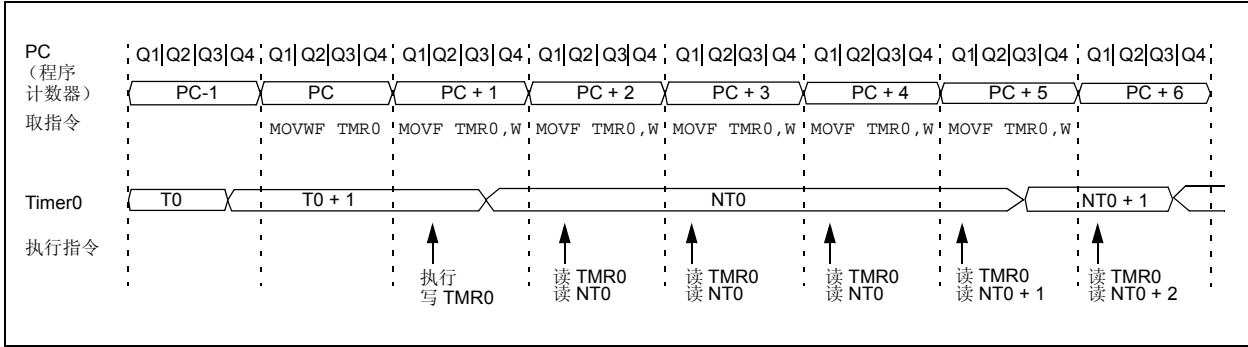 PC
（程序
计数器）
Q1 Q2 Q3 Q4 Q1 Q2 Q3 Q4 Q1 Q2 Q3 Q4 Q1 Q2 Q3 Q4 Q1 Q2 Q3 Q4 Q1 Q2 Q3 Q4 Q1 Q2 Q3 Q4 Q1 Q2 Q3 Q4
PC-1 PC PC + 1 PC + 2 PC + 3 PC + 4 PC + 5 PC + 6
取指令
MOVWF TMR0 MOVF TMR0,W MOVF TMR0,W MOVF TMR0,W MOVF TMR0,W MOVF TMR0,W
Timer0
T0 T0 + 1 NT0 NT0 + 1
执行指令
执行
写 TMR0
读 TMR0
读 NT0
读 TMR0
读 NT0
读 TMR0
读 NT0
读 TMR0
读 NT0 + 1
读 TMR0
读 NT0 + 2